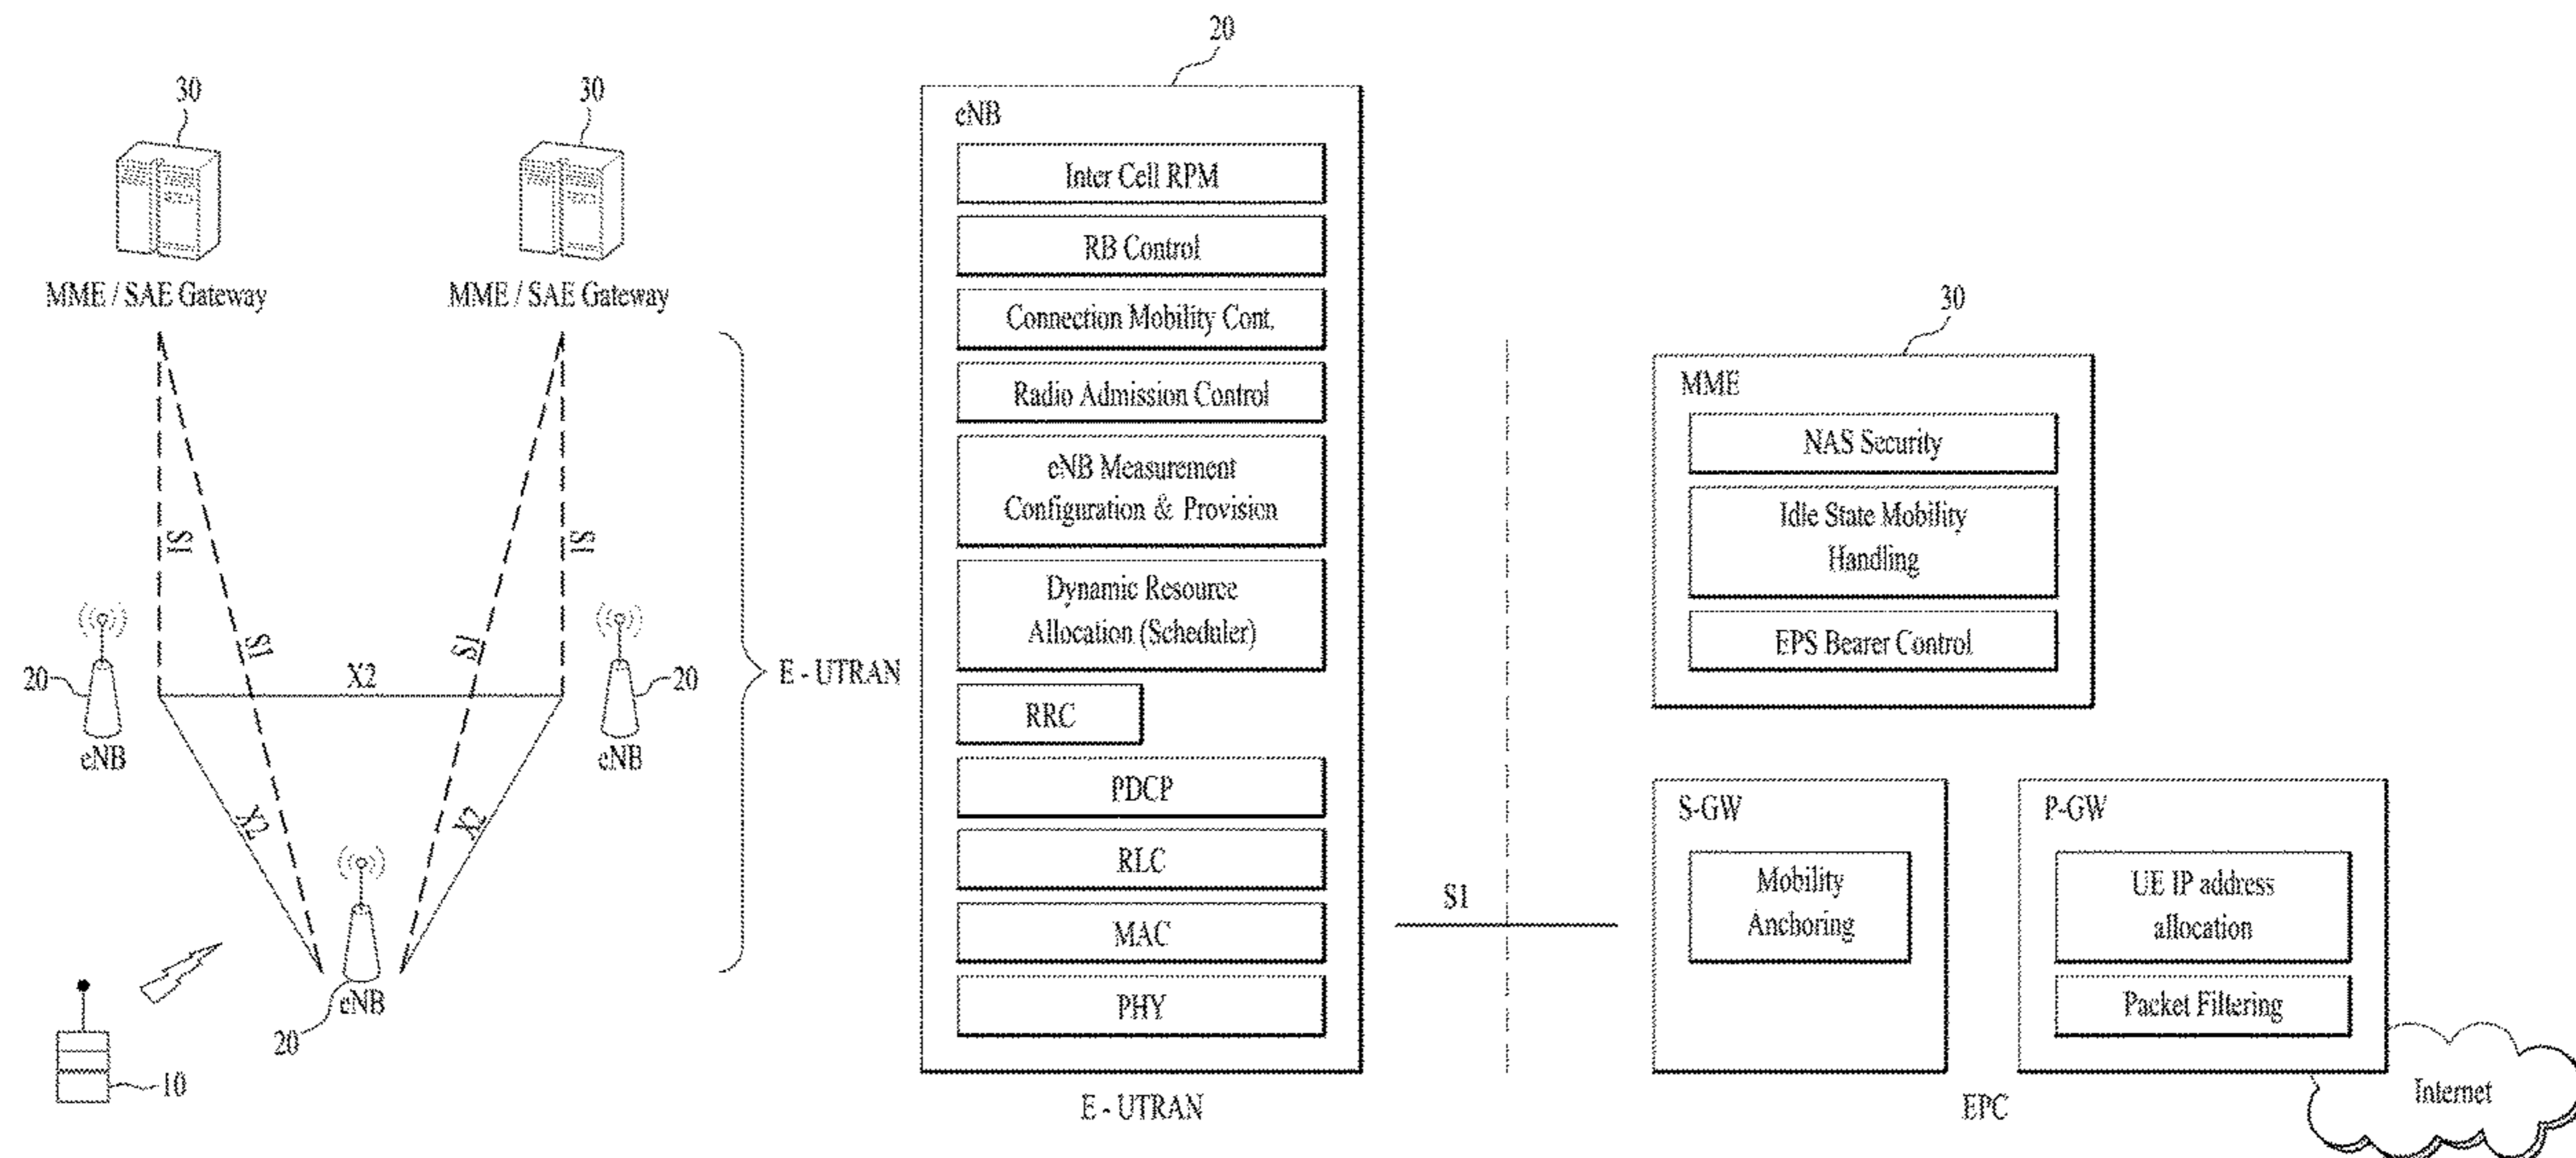 30
30
MME / SAE Gateway
MME / SAE Gateway
S1
S1
S1
S1
X2
20
eNB
20
eNB
X2
X2
20
eNB
10
E - UTRAN
20
eNB
Inter Cell RPM
RB Control
Connection Mobility Cont.
Radio Admission Control
eNB Measurement
Configuration & Provision
Dynamic Resource
Allocation (Scheduler)
RRC
PDCP
RLC
MAC
PHY
E - UTRAN
S1
30
MME
NAS Security
Idle State Mobility
Handling
EPS Bearer Control
S-GW
Mobility
Anchoring
P-GW
UE IP address
allocation
Packet Filtering
EPC
Internet